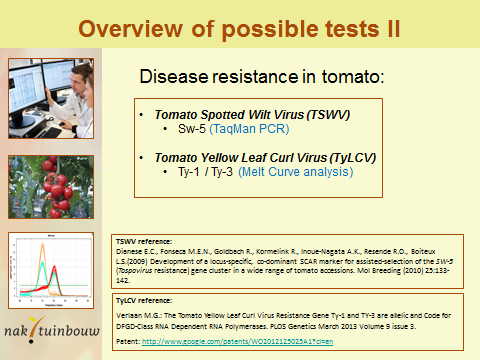 Overview of possible tests II
Disease resistance in tomato:
• Tomato Spotted Wilt Virus (TSWV)
• Sw-5 (TaqMan PCR)
• Tomato Yellow Leaf Curl Virus (TyLCV)
• Ty-1 / Ty-3 (Melt Curve analysis)
TSWV reference:
Dianese E.C., Fonseca M.E.N., Goldbach R., Kormelink R., Inoue-Nagata A.K., Resende R.O., Boiteux
L.S.(2009) Development of a locus-specific, co-dominant SCAR marker for assisted-selection of the SW-5
(Tospovirus resistance) gene cluster in a wide range of tomato accessions. Mol Breeding (2010) 25:133-
142.
TyLCV reference:
Verlaan M.G.: The Tomato Yellow Leaf Curl Virus Resistance Gene Ty-1 and TY-3 are allelic and Code for
DFGD-Class RNA Dependent RNA Polymerases. PLOS Genetics March 2013 Volume 9 issue 3.
Patent: http://www.google.com/patents/WO2012125025A1?cl=en
nak tuinbouw